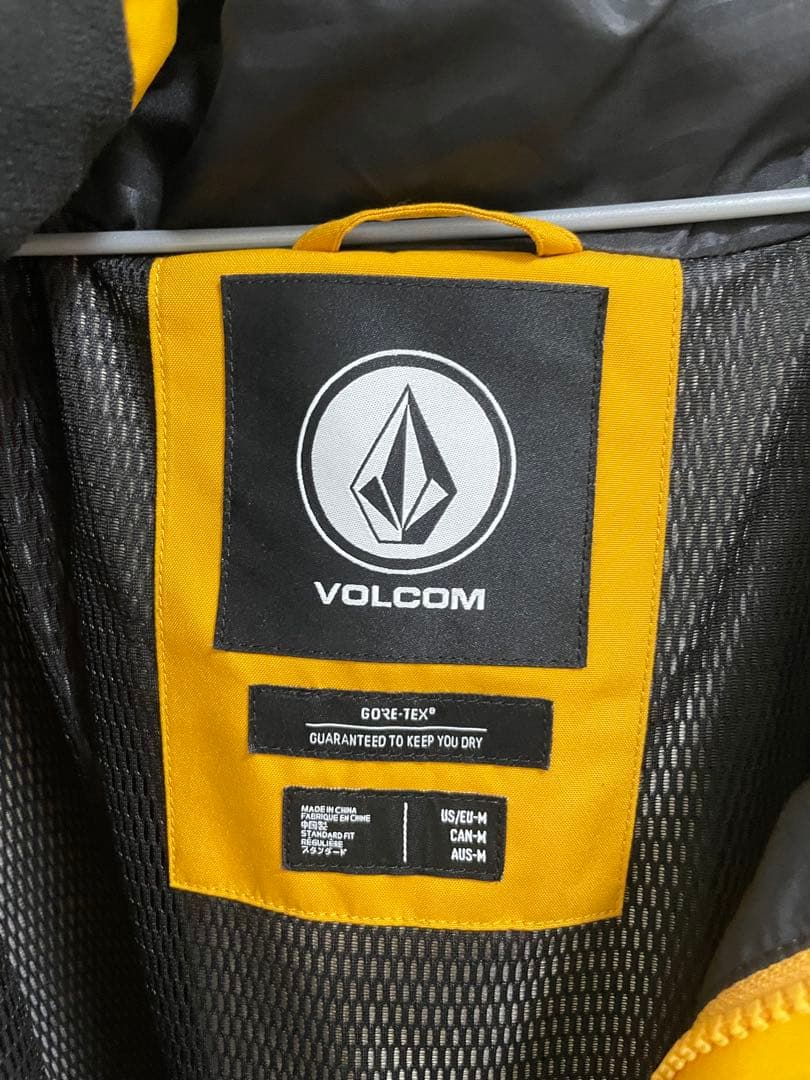 VOLCOM
GORE-TEX®
GUARANTEED TO KEEP YOU DRY
MADE IN CHINA
FABRIQUE EN CHINE
中国製
STANDARD FIT
RÉGULIÈRE
スタンダード
US/EU-M
CAN-M
AUS-M